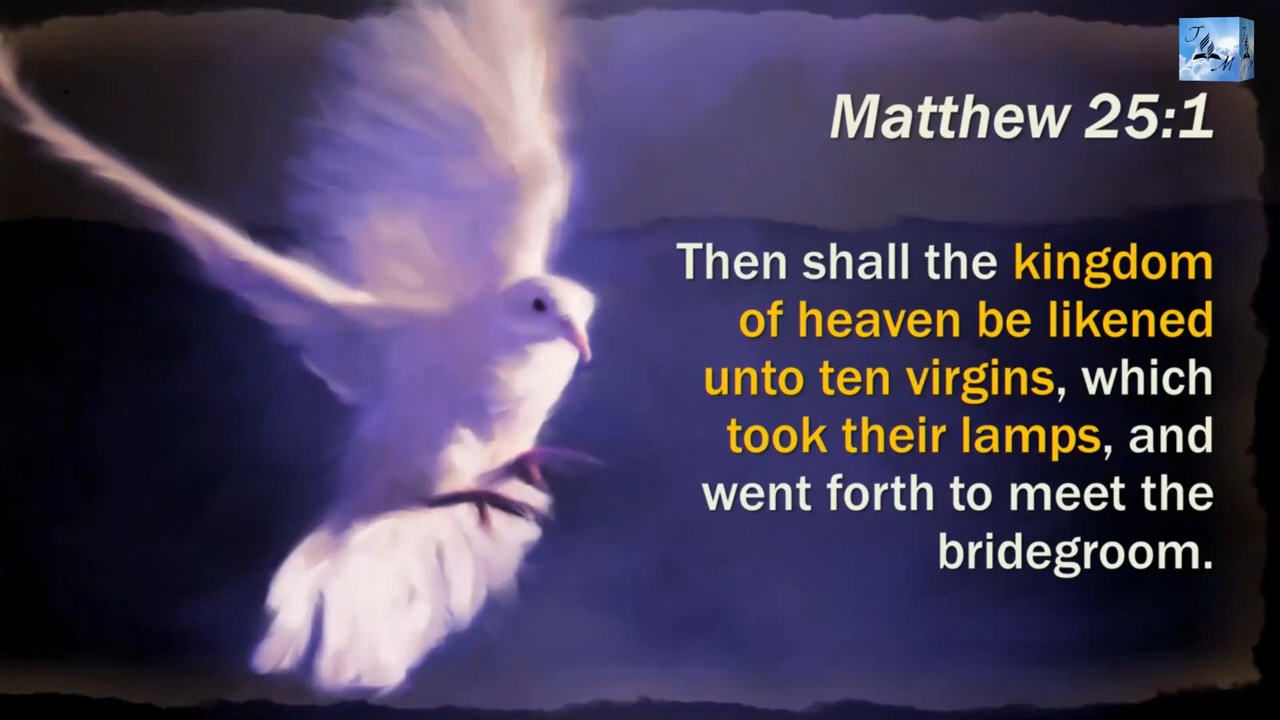 T
M
Matthew 25:1
Then shall the kingdom
of heaven be likened
unto ten virgins, which
took their lamps, and
went forth to meet the
bridegroom.